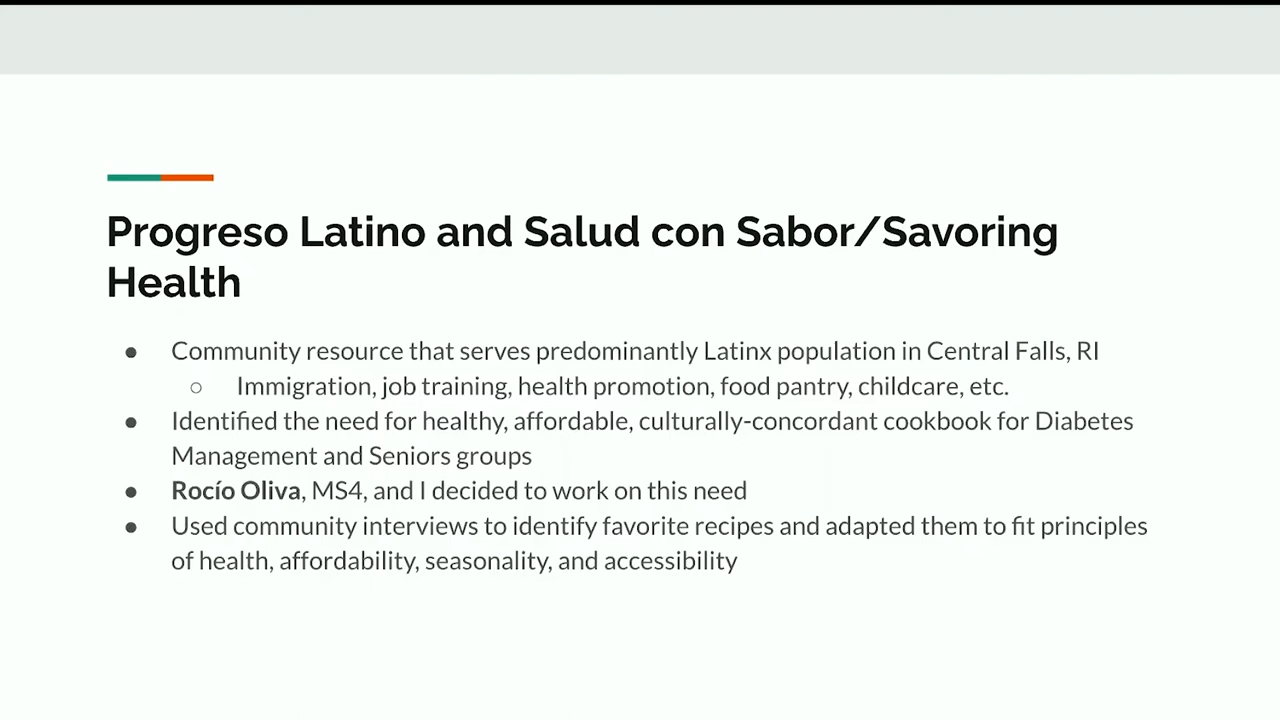 Progreso Latino and Salud con Sabor/Savoring
Health
● Community resource that serves predominantly Latinx population in Central Falls, RI
○ Immigration, job training, health promotion, food pantry, childcare, etc.
● Identified the need for healthy, affordable, culturally-concordant cookbook for Diabetes
Management and Seniors groups
● Rocío Oliva, MS4, and I decided to work on this need
● Used community interviews to identify favorite recipes and adapted them to fit principles
of health, affordability, seasonality, and accessibility